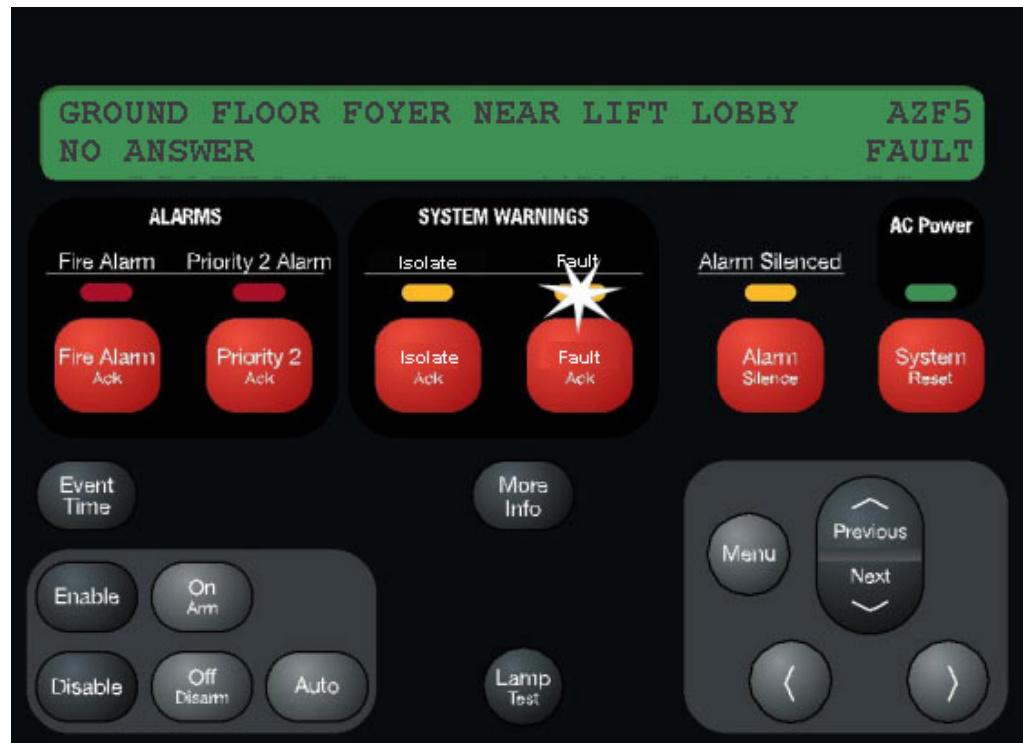 GROUND FLOOR FOYER NEAR LIFT LOBBY AZF5
NO ANSWER FAULT
ALARMS
SYSTEM WARNINGS
AC Power
Fire Alarm
Priority 2 Alarm
Isolate
Fault
Alarm Silenced
Fire Alarm
Ack
Priority 2
Ack
Isolate
Ack
Fault
Ack
Alarm
Silence
System
Reset
Event
Time
More
Info
Menu
Previous
Next
Enable
On
Arm
Disable
Off
Disarm
Auto
Lamp
Test